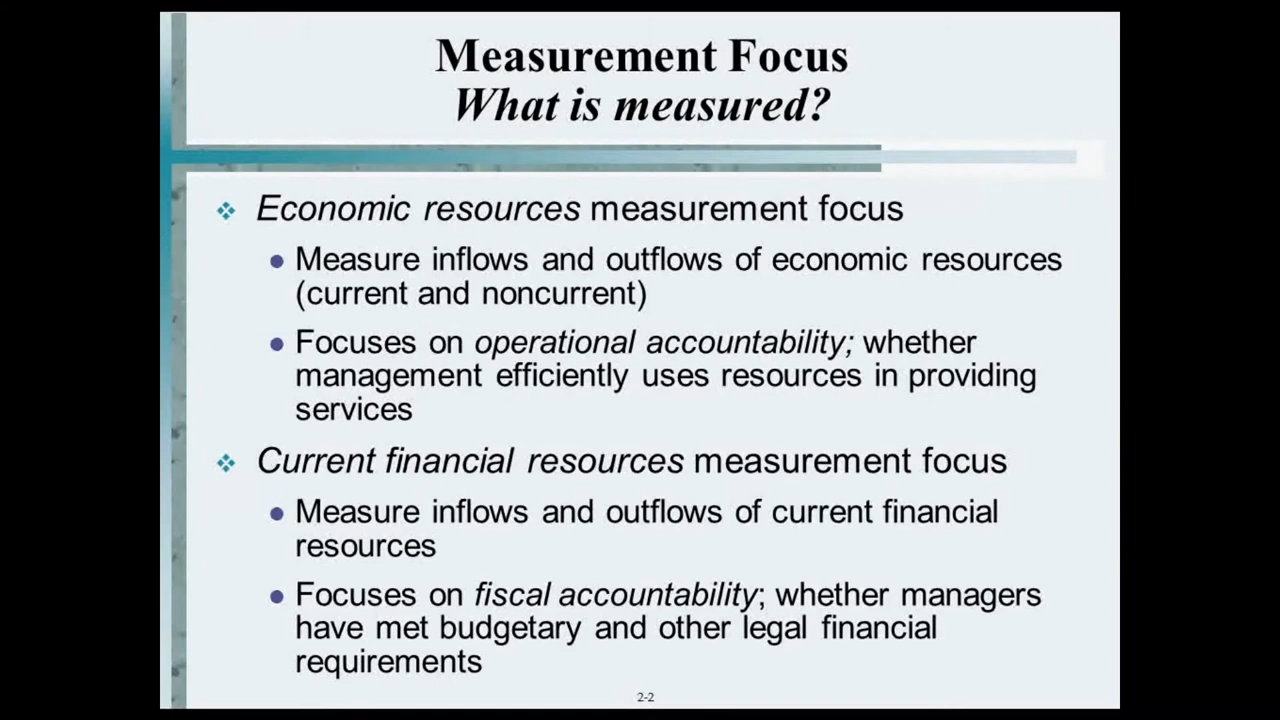 Measurement Focus
What is measured?
Economic resources measurement focus
Measure inflows and outflows of economic resources
(current and noncurrent)
Focuses on operational accountability; whether
management efficiently uses resources in providing
services
Current financial resources measurement focus
Measure inflows and outflows of current financial
resources
Focuses on fiscal accountability; whether managers
have met budgetary and other legal financial
requirements
2-2